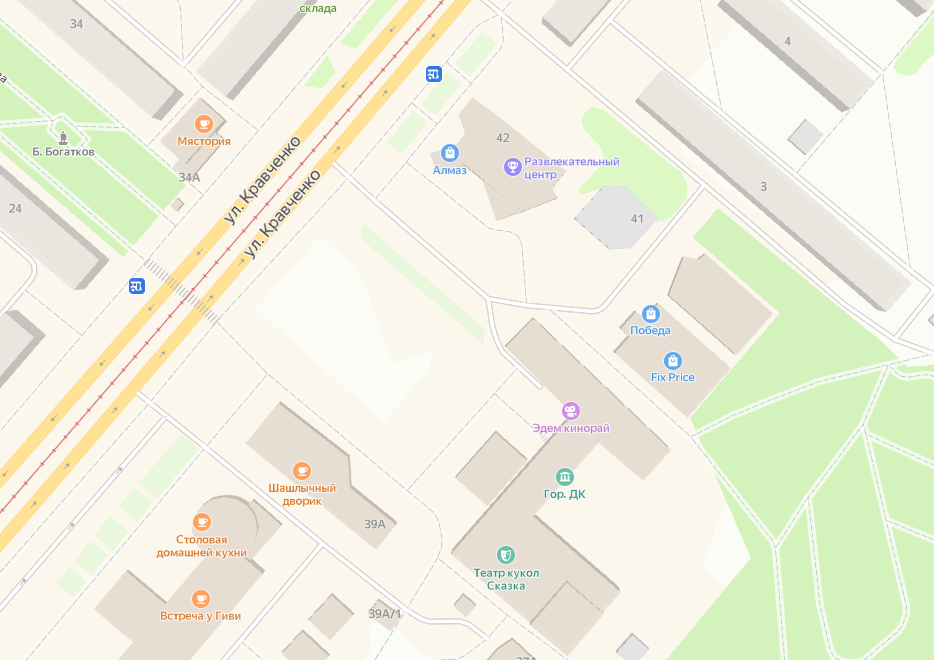 склада
34
4
42
Мястория
Б. Богатков
34А
Алмаз
Развлекательный
центр
ул. Кравченко
ул. Кравченко
3
24
41
Победа
Fix Price
Эдем кинорай
Шашлычный
дворик
39А
Гор. ДК
Столовая
домашней кухни
Театр кукол
Сказка
Встреча у Гиви
39А/1